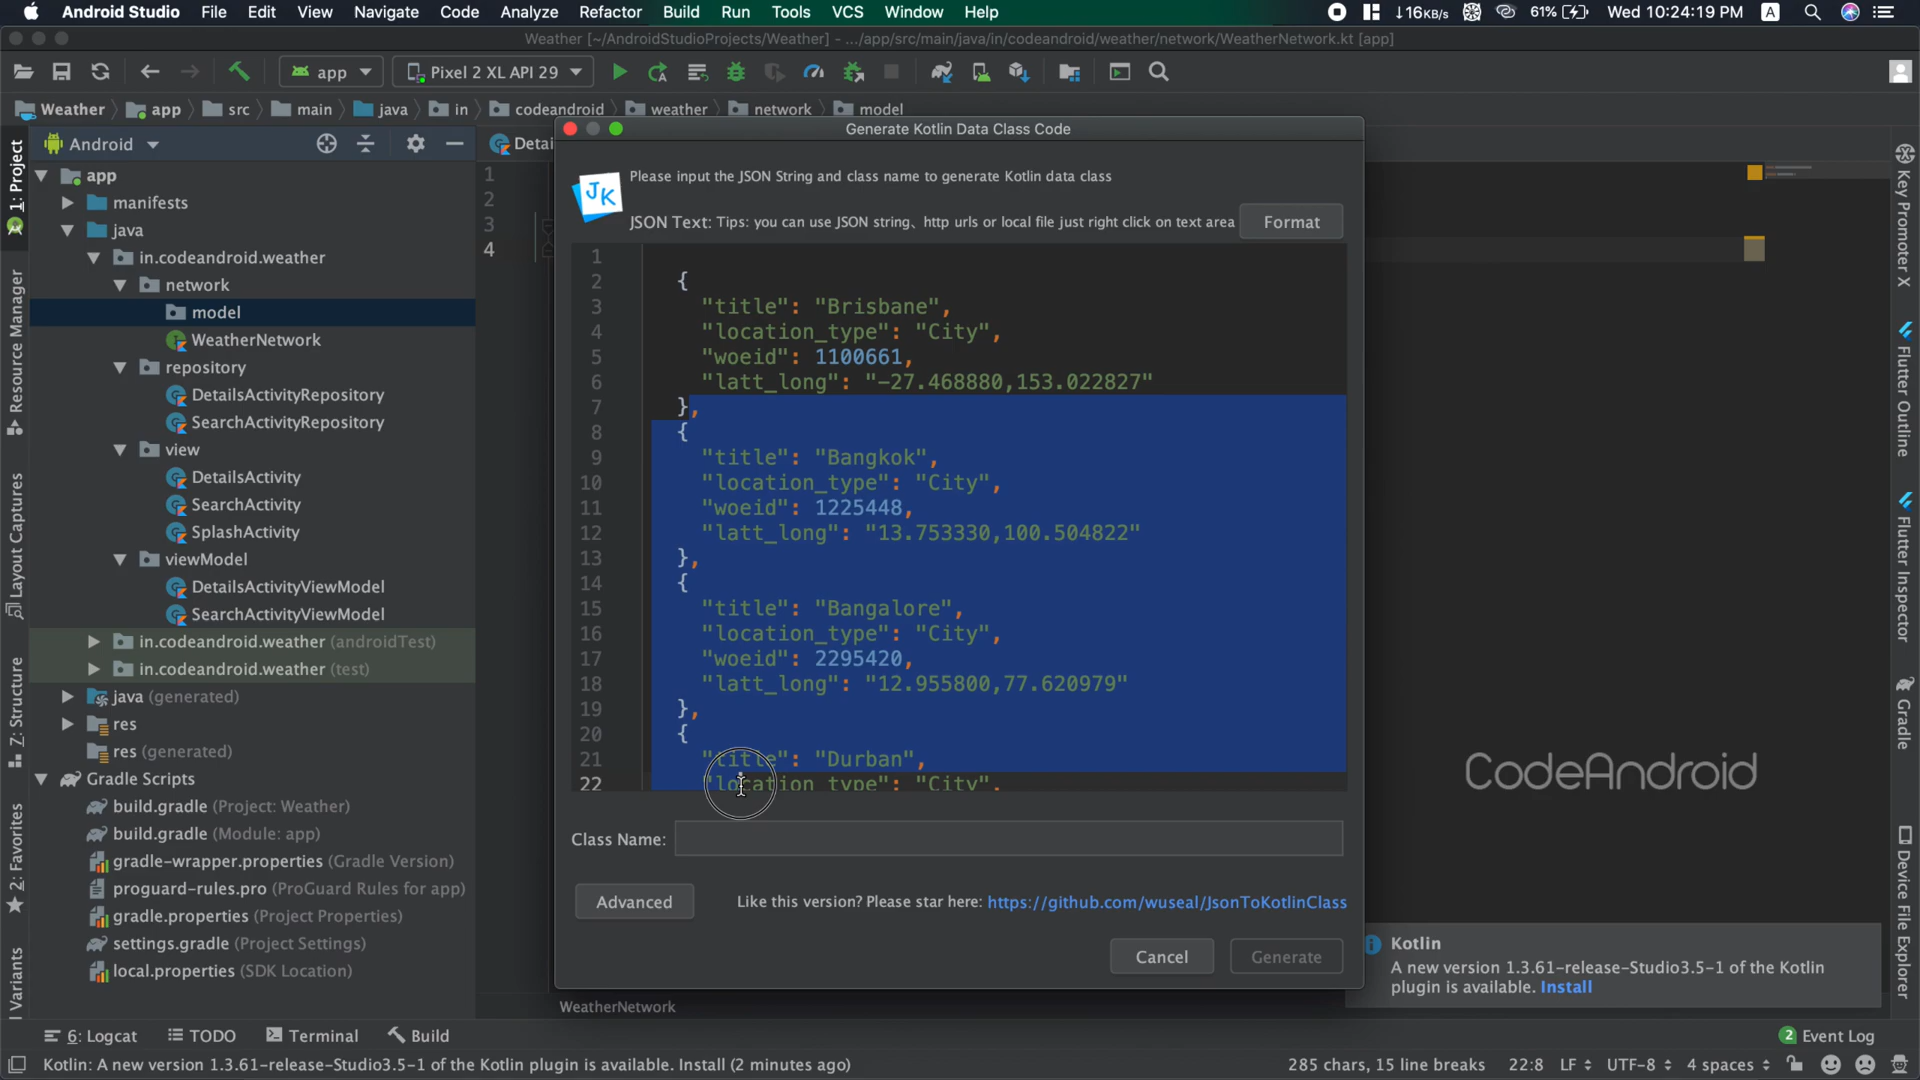 Android Studio File Edit View Navigate Code Analyze Refactor Build Run Tools VCS Window Help ↓16KB/s 61% Wed 10:24:19 PM A
Weather [~/AndroidStudioProjects/Weather] - .../app/src/main/java/in/codeandroid/weather/network/WeatherNetwork.kt [app]
app Pixel 2 XL API 29
Weather app src main java in codeandroid weather network model
Generate Kotlin Data Class Code
Android
Detai
1: Project
Resource Manager
Layout Captures
Z: Structure
2: Favorites
Variants
app
manifests
java
in.codeandroid.weather
network
model
WeatherNetwork
repository
DetailsActivityRepository
SearchActivityRepository
view
DetailsActivity
SearchActivity
SplashActivity
viewModel
DetailsActivityViewModel
SearchActivityViewModel
in.codeandroid.weather (androidTest)
in.codeandroid.weather (test)
java (generated)
res
res (generated)
Gradle Scripts
build.gradle (Project: Weather)
build.gradle (Module: app)
gradle-wrapper.properties (Gradle Version)
proguard-rules.pro (ProGuard Rules for app)
gradle.properties (Project Properties)
settings.gradle (Project Settings)
local.properties (SDK Location)
1
2
3
4
JK
Please input the JSON String and class name to generate Kotlin data class
JSON Text: Tips: you can use JSON string、http urls or local file just right click on text area Format
1
2 {
3 "title": "Brisbane",
4 "location_type": "City",
5 "woeid": 1100661,
6 "latt_long": "-27.468880,153.022827"
7 },
8 {
9 "title": "Bangkok",
10 "location_type": "City",
11 "woeid": 1225448,
12 "latt_long": "13.753330,100.504822"
13 },
14 {
15 "title": "Bangalore",
16 "location_type": "City",
17 "woeid": 2295420,
18 "latt_long": "12.955800,77.620979"
19 },
20 {
21 "title": "Durban",
22 "location_type": "City",
Class Name:
Advanced Like this version? Please star here: https://github.com/wuseal/JsonToKotlinClass
Cancel Generate
WeatherNetwork
CodeAndroid
Key Promoter X
Flutter Outline
Flutter Inspector
Gradle
Device File Explorer
Kotlin
A new version 1.3.61-release-Studio3.5-1 of the Kotlin
plugin is available. Install
6: Logcat TODO Terminal Build 2 Event Log
Kotlin: A new version 1.3.61-release-Studio3.5-1 of the Kotlin plugin is available. Install (2 minutes ago) 285 chars, 15 line breaks 22:8 LF UTF-8 4 spaces